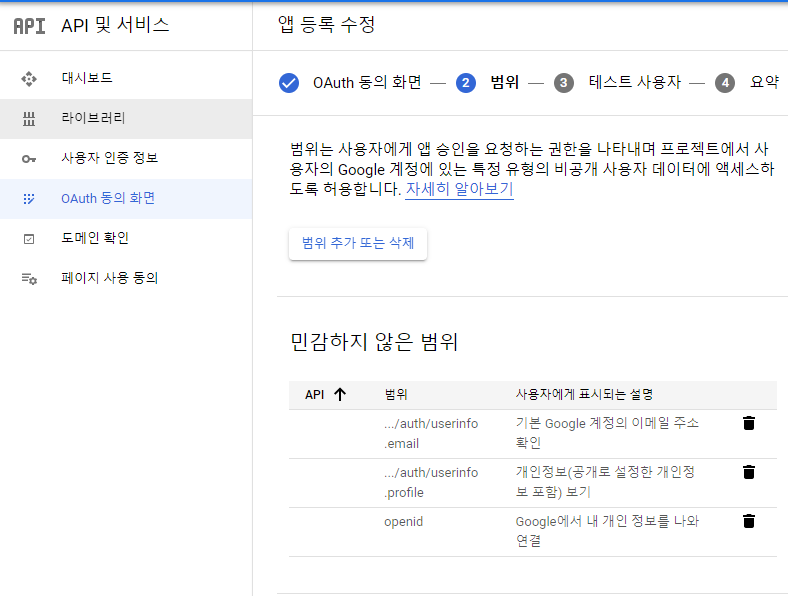 API API 및 서비스
앱 등록 수정
대시보드
라이브러리
사용자 인증 정보
OAuth 동의 화면
도메인 확인
페이지 사용 동의
OAuth 동의 화면 — 2 범위 — 3 테스트 사용자 — 4 요약
범위는 사용자에게 앱 승인을 요청하는 권한을 나타내며 프로젝트에서 사
용자의 Google 계정에 있는 특정 유형의 비공개 사용자 데이터에 액세스하
도록 허용합니다. 자세히 알아보기
범위 추가 또는 삭제
민감하지 않은 범위
API 범위 사용자에게 표시되는 설명
.../auth/userinfo 기본 Google 계정의 이메일 주소
.email 확인
.../auth/userinfo 개인정보(공개로 설정한 개인정
.profile 보 포함) 보기
openid Google에서 내 개인 정보를 나와
연결